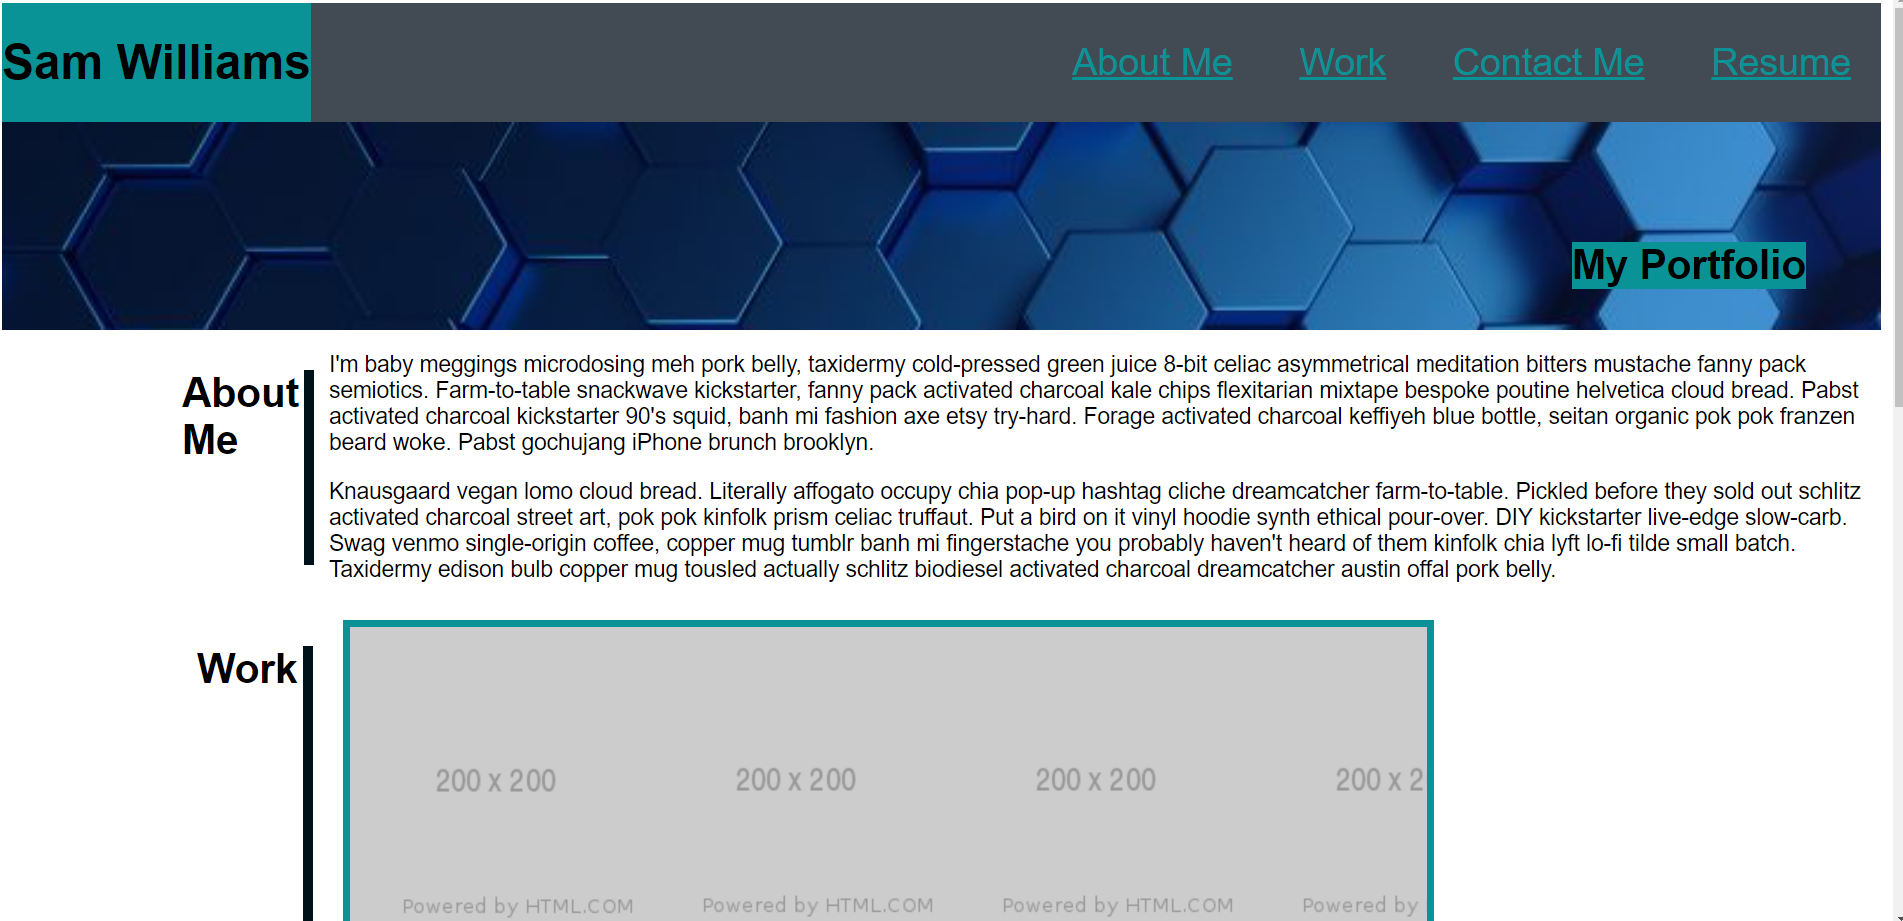 Sam Williams
About Me Work Contact Me Resume
My Portfolio
About
Me
I'm baby meggings microdosing meh pork belly, taxidermy cold-pressed green juice 8-bit celiac asymmetrical meditation bitters mustache fanny pack
semiotics. Farm-to-table snackwave kickstarter, fanny pack activated charcoal kale chips flexitarian mixtape bespoke poutine helvetica cloud bread. Pabst
activated charcoal kickstarter 90's squid, banh mi fashion axe etsy try-hard. Forage activated charcoal keffiyeh blue bottle, seitan organic pok pok franzen
beard woke. Pabst gochujang iPhone brunch brooklyn.
Knausgaard vegan lomo cloud bread. Literally affogato occupy chia pop-up hashtag cliche dreamcatcher farm-to-table. Pickled before they sold out schlitz
activated charcoal street art, pok pok kinfolk prism celiac truffaut. Put a bird on it vinyl hoodie synth ethical pour-over. DIY kickstarter live-edge slow-carb.
Swag venmo single-origin coffee, copper mug tumblr banh mi fingerstache you probably haven't heard of them kinfolk chia lyft lo-fi tilde small batch.
Taxidermy edison bulb copper mug tousled actually schlitz biodiesel activated charcoal dreamcatcher austin offal pork belly.
Work
200 x 200 200 x 200 200 x 200 200 x 2
Powered by HTML.COM Powered by HTML.COM Powered by HTML.COM Powered by